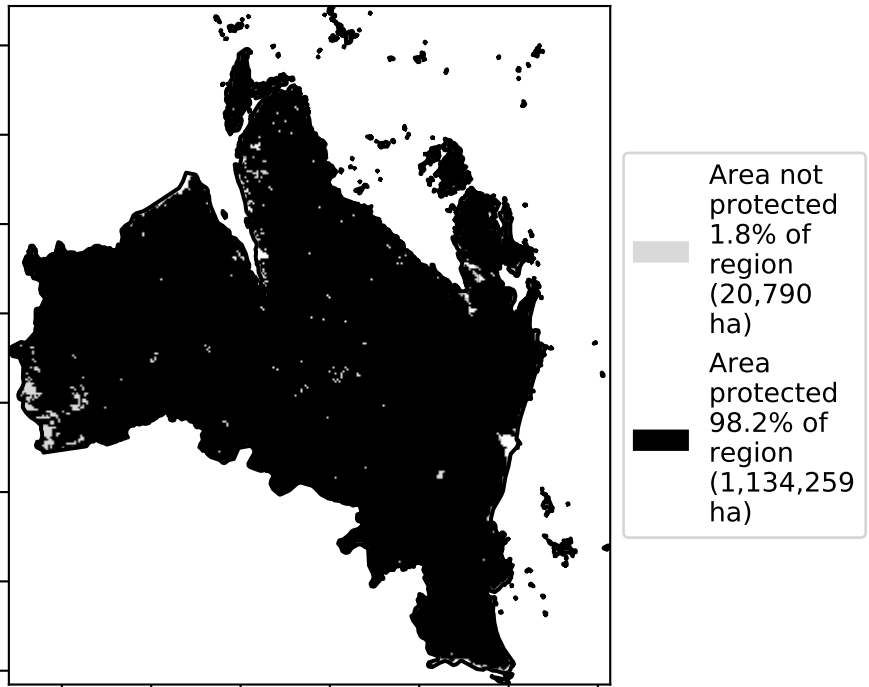 Area not
protected
1.8% of
region
(20,790
ha)
Area
protected
98.2% of
region
(1,134,259
ha)